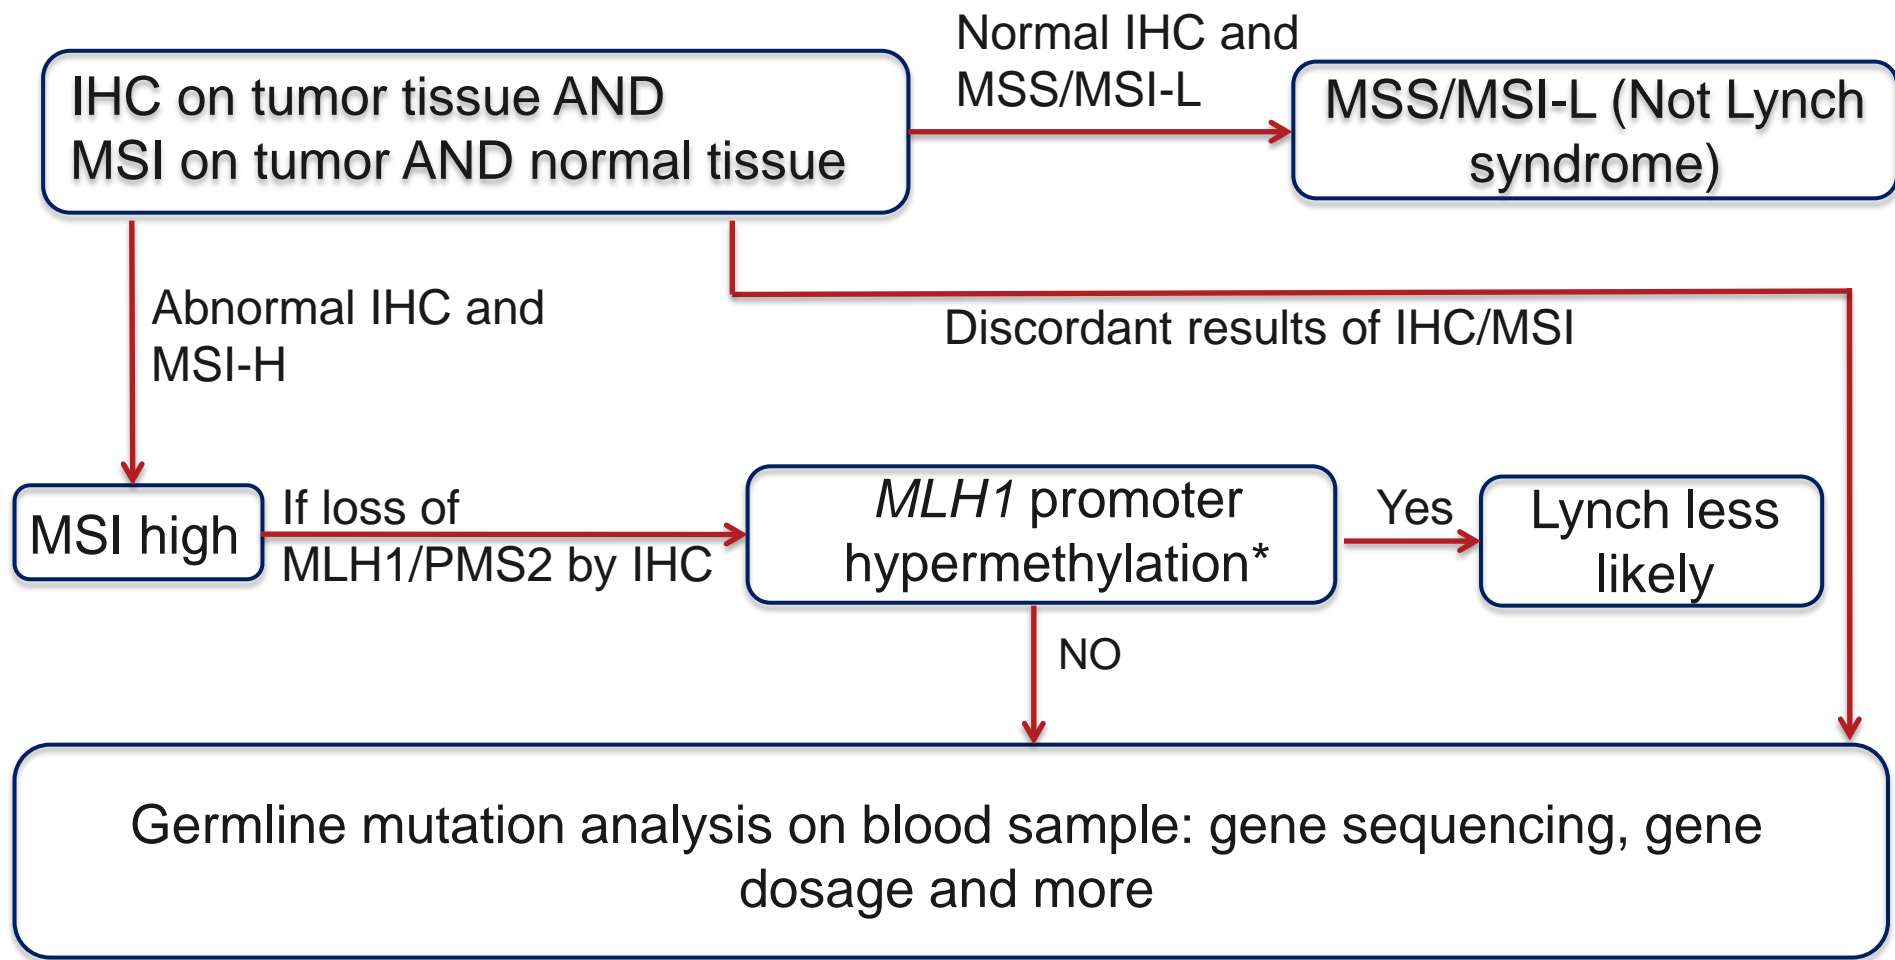 IHC on tumor tissue AND
MSI on tumor AND normal tissue
Normal IHC and
MSS/MSI-L
MSS/MSI-L (Not Lynch
syndrome)
Abnormal IHC and
MSI-H
Discordant results of IHC/MSI
MSI high
If loss of
MLH1/PMS2 by IHC
MLH1 promoter
hypermethylation*
Yes
Lynch less
likely
NO
Germline mutation analysis on blood sample: gene sequencing, gene
dosage and more